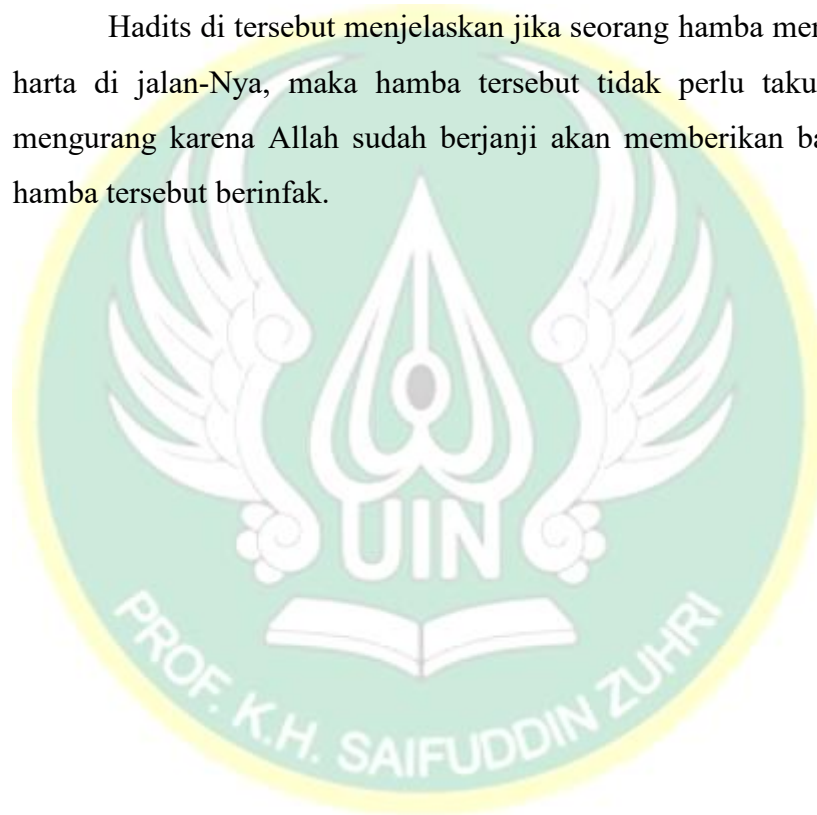 Hadits di tersebut menjelaskan jika seorang hamba
harta di jalan-Nya, maka hamba tersebut tidak perlu
mengurang karena Allah sudah berjanji akan memberikan
hamba tersebut berinfak.
UIN
PROF. K.H. SAIFUDDIN ZUHRI